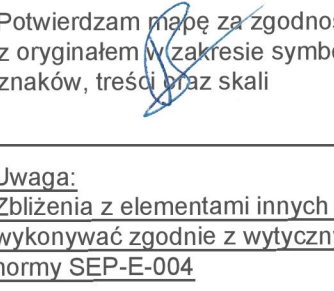 Potwierdzam mapę za zgodnoś
z oryginałem w zakresie symbo
znaków, treści oraz skali
Uwaga:
Zbliżenia z elementami innych
wykonywać zgodnie z wytyczny
normy SEP-E-004